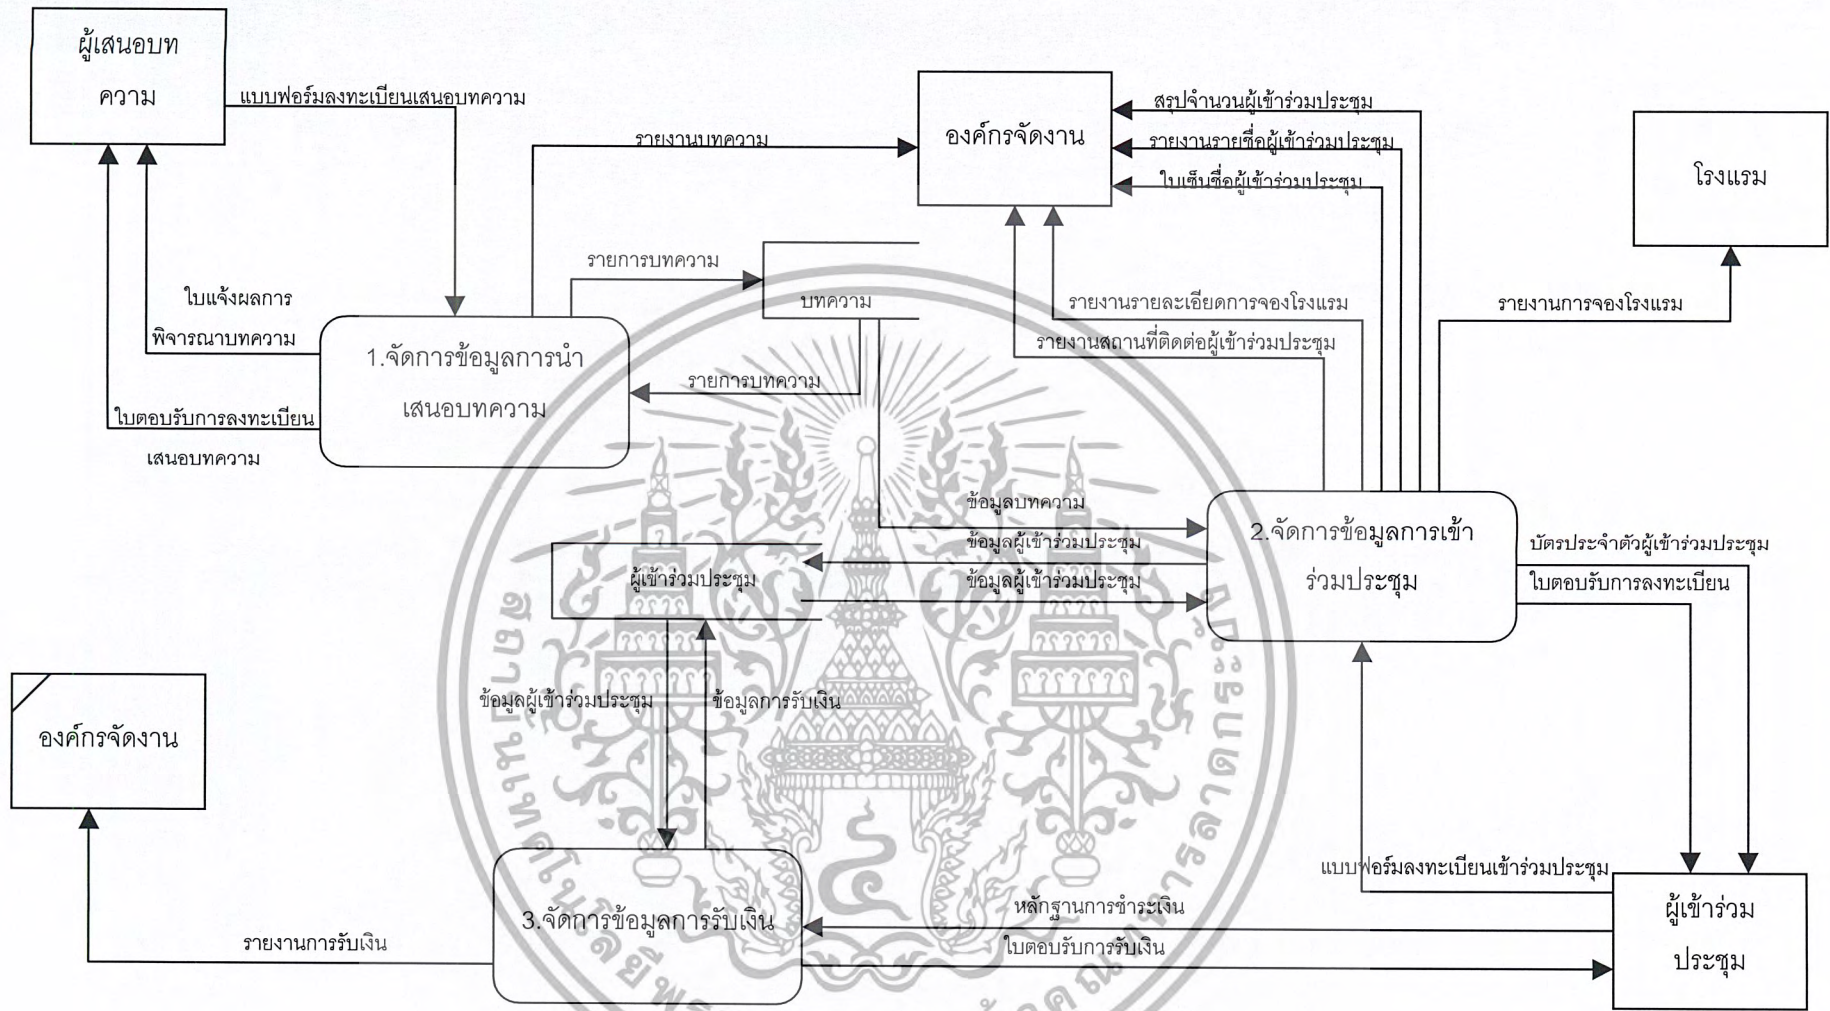 ผู้เสนอบท
ความ
แบบฟอร์มลงทะเบียนเสนอบทความ
รายงานบทความ
องค์กรจัดงาน
สรุปจำนวนผู้เข้าร่วมประชุม
รายงานรายชื่อผู้เข้าร่วมประชุม
ใบเซ็นชื่อผู้เข้าร่วมประชุม
โรงแรม
รายการบทความ
บทความ
ใบแจ้งผลการ
พิจารณาบทความ
รายงานรายละเอียดการจองโรงแรม
รายงานการจองโรงแรม
รายงานสถานที่ติดต่อผู้เข้าร่วมประชุม
1.จัดการข้อมูลการนำ
เสนอบทความ
รายการบทความ
ใบตอบรับการลงทะเบียน
เสนอบทความ
ข้อมูลบทความ
ข้อมูลผู้เข้าร่วมประชุม
ข้อมูลผู้เข้าร่วมประชุม
ผู้เข้าร่วมประชุม
2.จัดการข้อมูลการเข้า
ร่วมประชุม
บัตรประจำตัวผู้เข้าร่วมประชุม
ใบตอบรับการลงทะเบียน
ข้อมูลผู้เข้าร่วมประชุม
ข้อมูลการรับเงิน
องค์กรจัดงาน
แบบฟอร์มลงทะเบียนเข้าร่วมประชุม
หลักฐานการชำระเงิน
ใบตอบรับการรับเงิน
3.จัดการข้อมูลการรับเงิน
รายงานการรับเงิน
ผู้เข้าร่วม
ประชุม